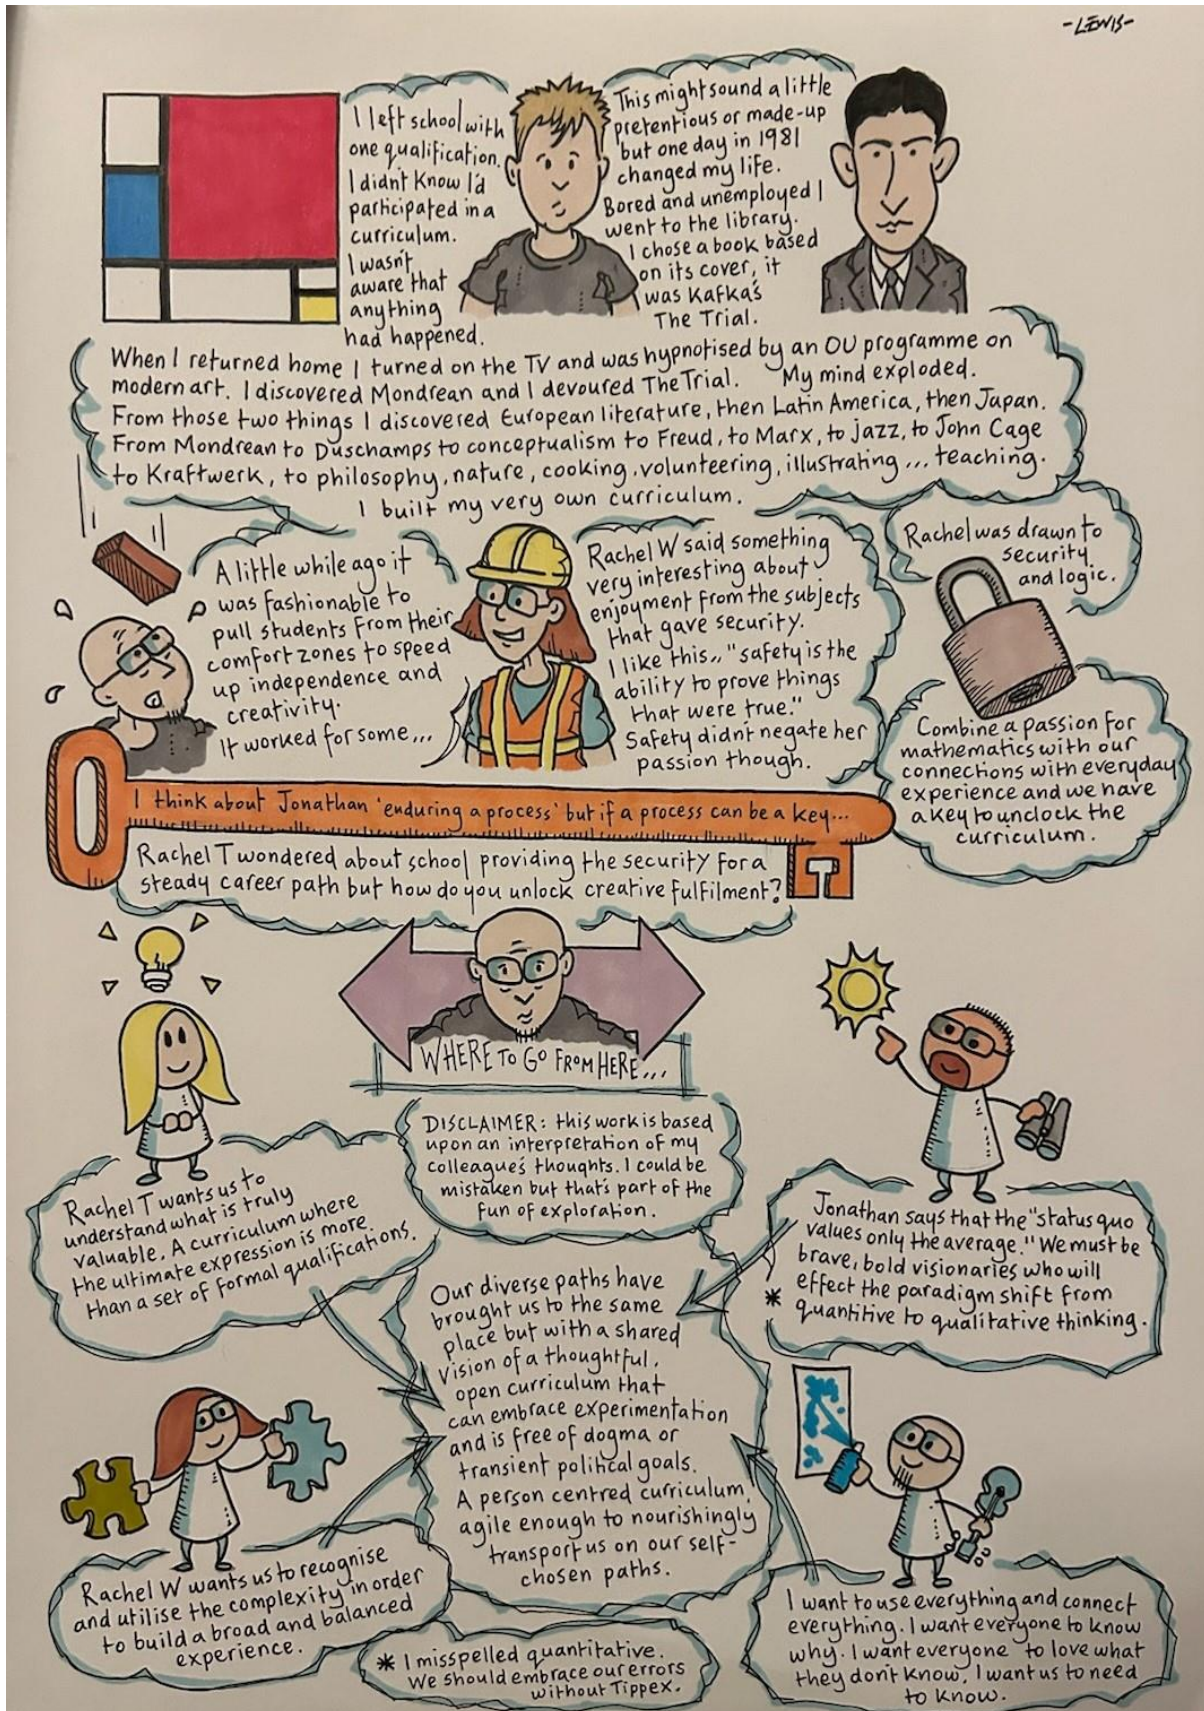 -LEWIS-
I left school with
one qualification.
I didn't know I'd
participated in a
curriculum.
I wasn't
aware that
anything
had happened.
This might sound a little
pretentious or made-up
but one day in 1981
changed my life.
Bored and unemployed I
went to the library.
I chose a book based
on its cover, it
was Kafka's
The Trial.
When I returned home I turned on the TV and was hypnotised by an OU programme on
modern art. I discovered Mondrean and I devoured The Trial. My mind exploded.
From those two things I discovered European literature, then Latin America, then Japan.
From Mondrean to Duschamps to conceptualism to Freud, to Marx, to jazz, to John Cage
to Kraftwerk, to philosophy, nature, cooking, volunteering, illustrating... teaching.
I built my very own curriculum.
A little while ago it
was fashionable to
pull students from their
comfort zones to speed
up independence and
creativity.
It worked for some...
Rachel W said something
very interesting about
enjoyment from the subjects
that gave security.
I like this.. "safety is the
ability to prove things
that were true."
Safety didnt negate her
passion though.
Rachel was drawn to
security
and logic.
Combine a passion for
mathematics with our
connections with everyday
experience and we have
a key to unclock the
curriculum.
I think about Jonathan 'enduring a process' but if a process can be a key...
Rachel T wondered about school providing the security for a
steady career path but how do you unlock creative fulfilment?
WHERE TO GO FROM HERE...
DISCLAIMER: this work is based
upon an interpretation of my
colleague's thoughts. I could be
mistaken but that's part of the
fun of exploration.
Rachel T wants us to
understand what is truly
valuable. A curriculum where
the ultimate expression is more
than a set of formal qualifications.
Jonathan says that the "status quo
values only the average." We must be
brave, bold visionaries who will
effect the paradigm shift from
* quantitive to qualitative thinking.
Our diverse paths have
brought us to the same
place but with a shared
vision of a thoughtful,
open curriculum that
can embrace experimentation
and is free of dogma or
transient political goals.
A person centred curriculum,
agile enough to nourishingly
transport us on our self-
chosen paths.
Rachel W wants us to recognise
and utilise the complexity in order
to build a broad and balanced
experience.
* I misspelled quantitative.
We should embrace our errors
without Tippex.
I want to use everything and connect
everything. I want everyone to know
why. I want everyone to love what
they don't know. I want us to need
to know.